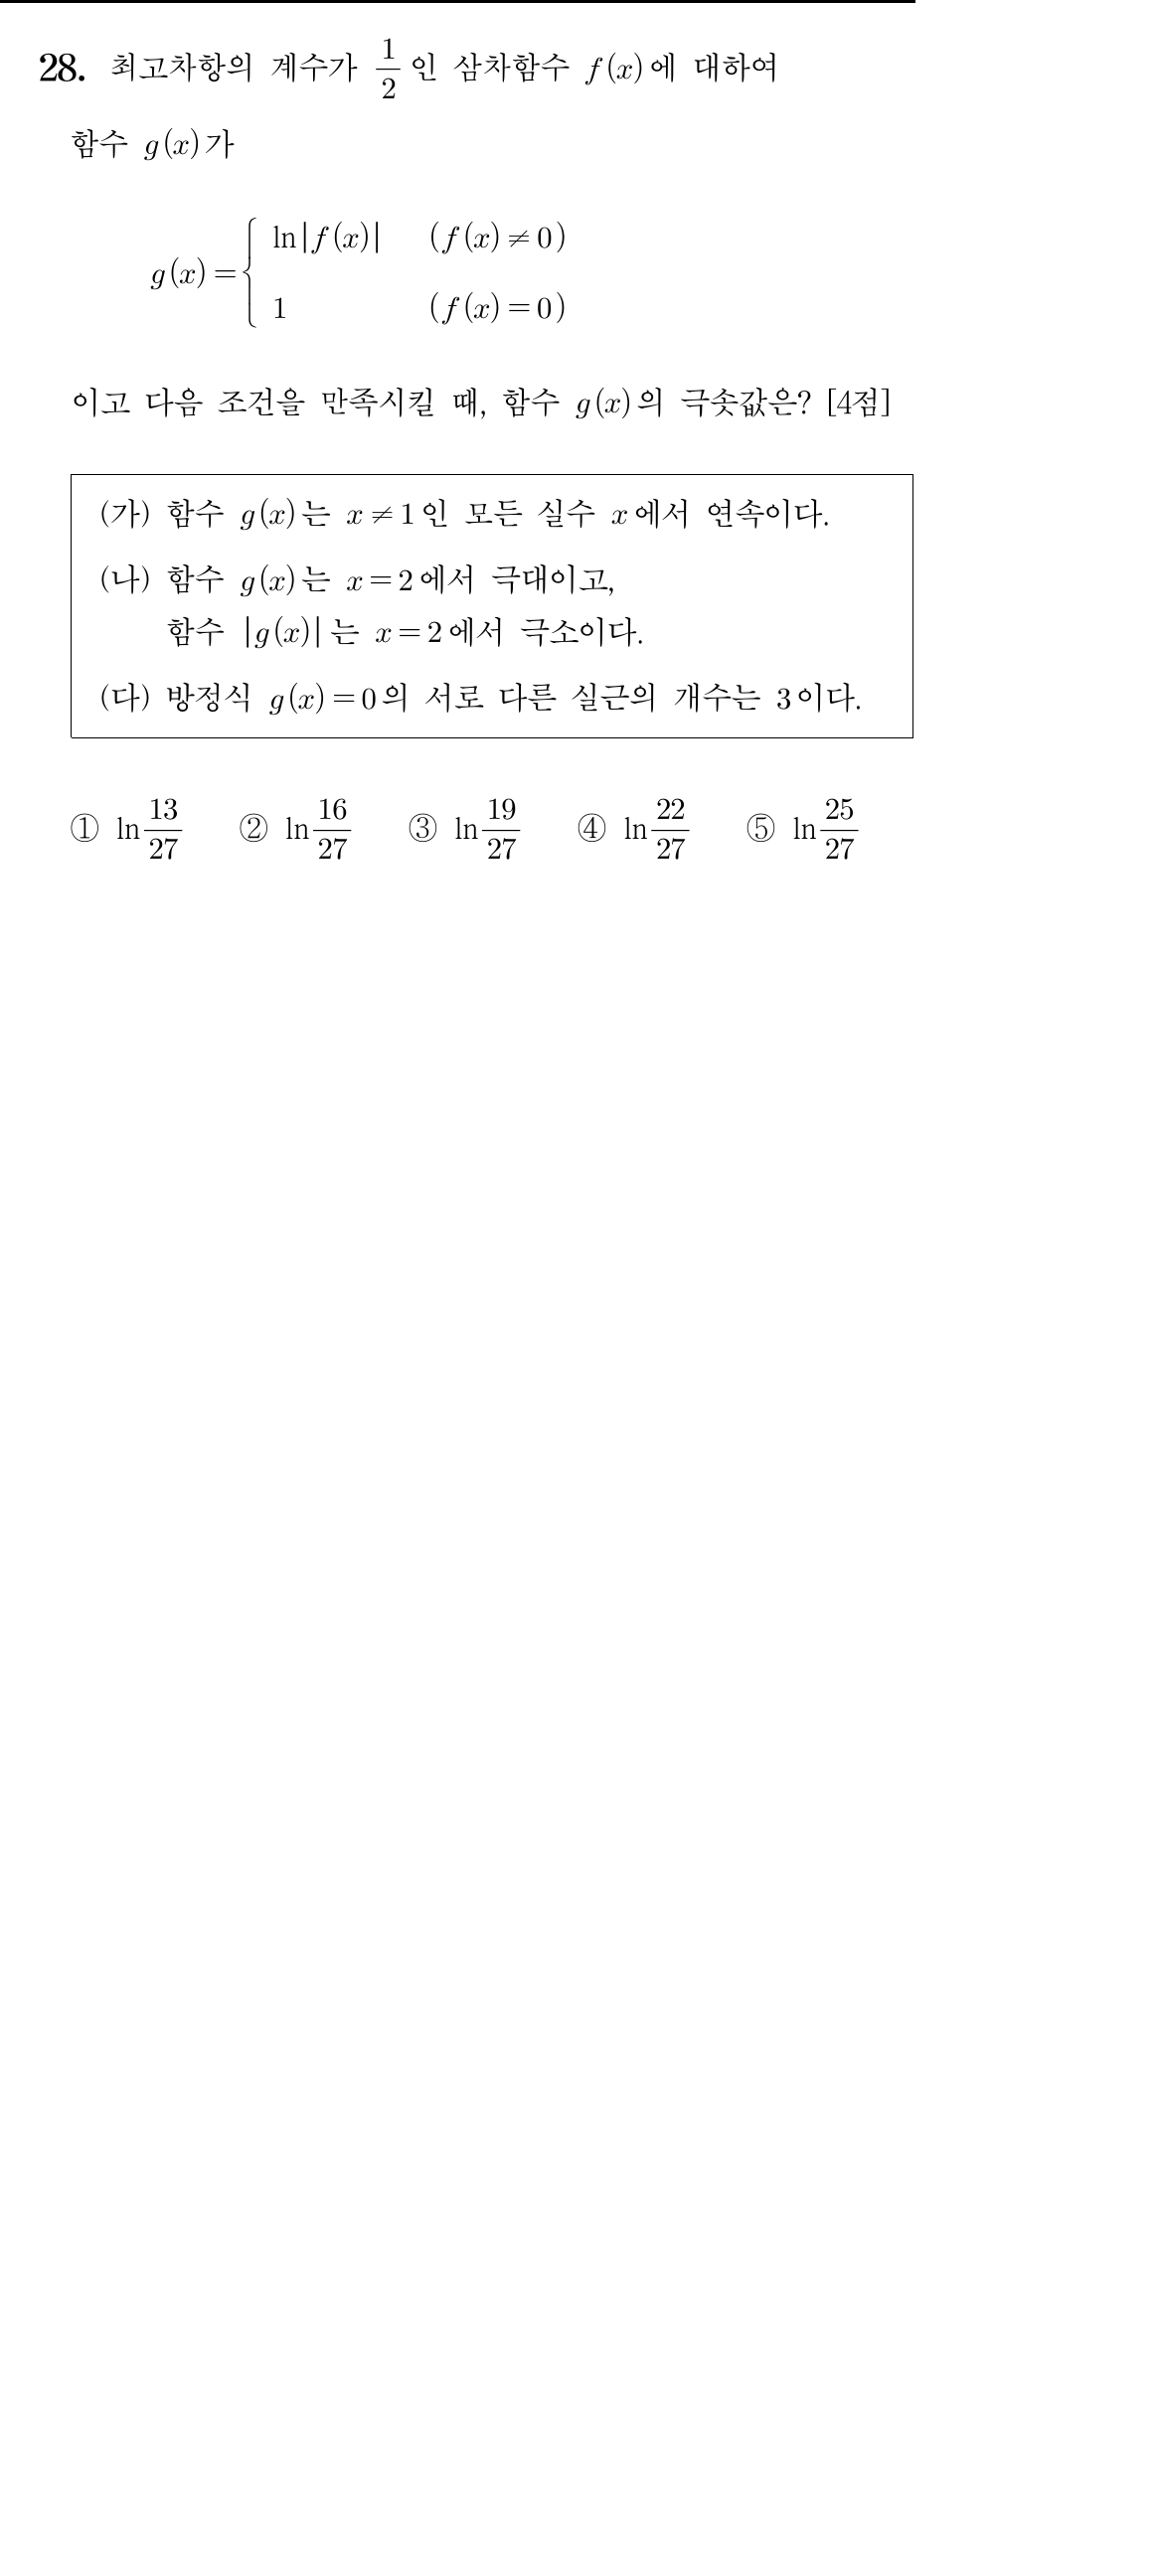 28. 최고차항의 계수가 \frac{1}{2} 인 삼차함수 f(x)에 대하여
함수 g(x)가
g(x) = \begin{cases} \ln|f(x)| & (f(x) \neq 0) \\ 1 & (f(x) = 0) \end{cases}
이고 다음 조건을 만족시킬 때, 함수 g(x)의 극솟값은? [4점]
(가) 함수 g(x)는 x≠1인 모든 실수 x에서 연속이다.
(나) 함수 g(x)는 x=2에서 극대이고,
함수 |g(x)|는 x=2에서 극소이다.
(다) 방정식 g(x)=0의 서로 다른 실근의 개수는 3이다.
① ln\frac{13}{27} ② ln\frac{16}{27} ③ ln\frac{19}{27} ④ ln\frac{22}{27} ⑤ ln\frac{25}{27}